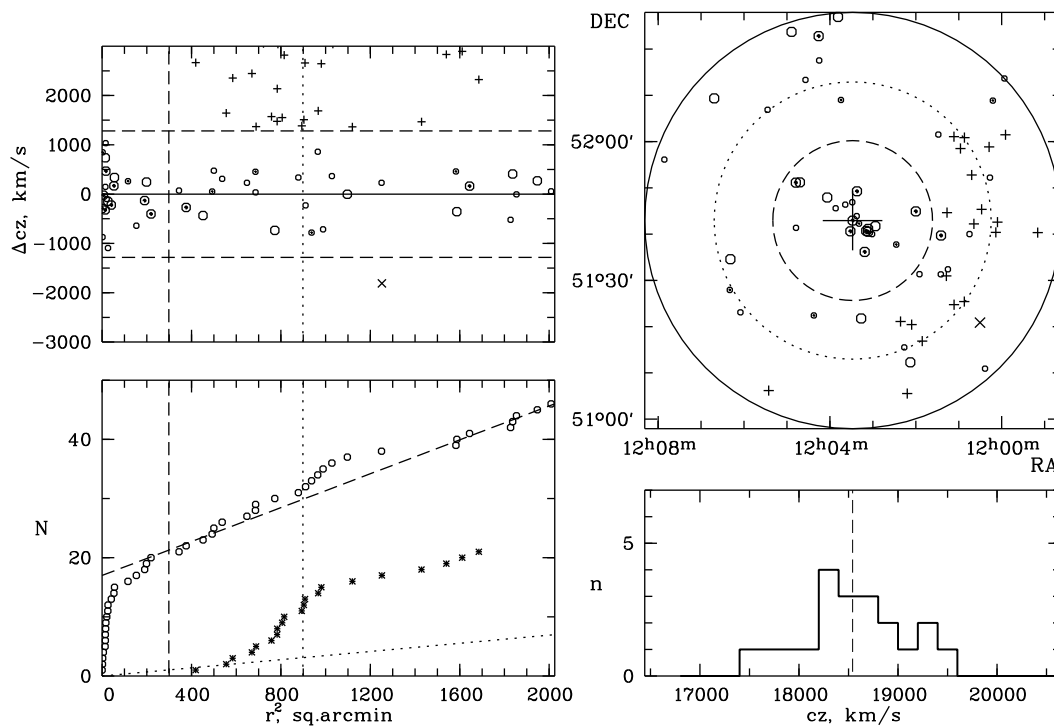 DEC
2000
1000
0
−1000
−2000
−3000
Δcz, km/s
52°00'
51°30'
51°00'
12ʰ08ᵐ
12ʰ04ᵐ
12ʰ00ᵐ
RA
40
20
0
N
0
400
800
1200
1600
2000
r², sq.arcmin
5
0
n
17000
18000
19000
20000
cz, km/s